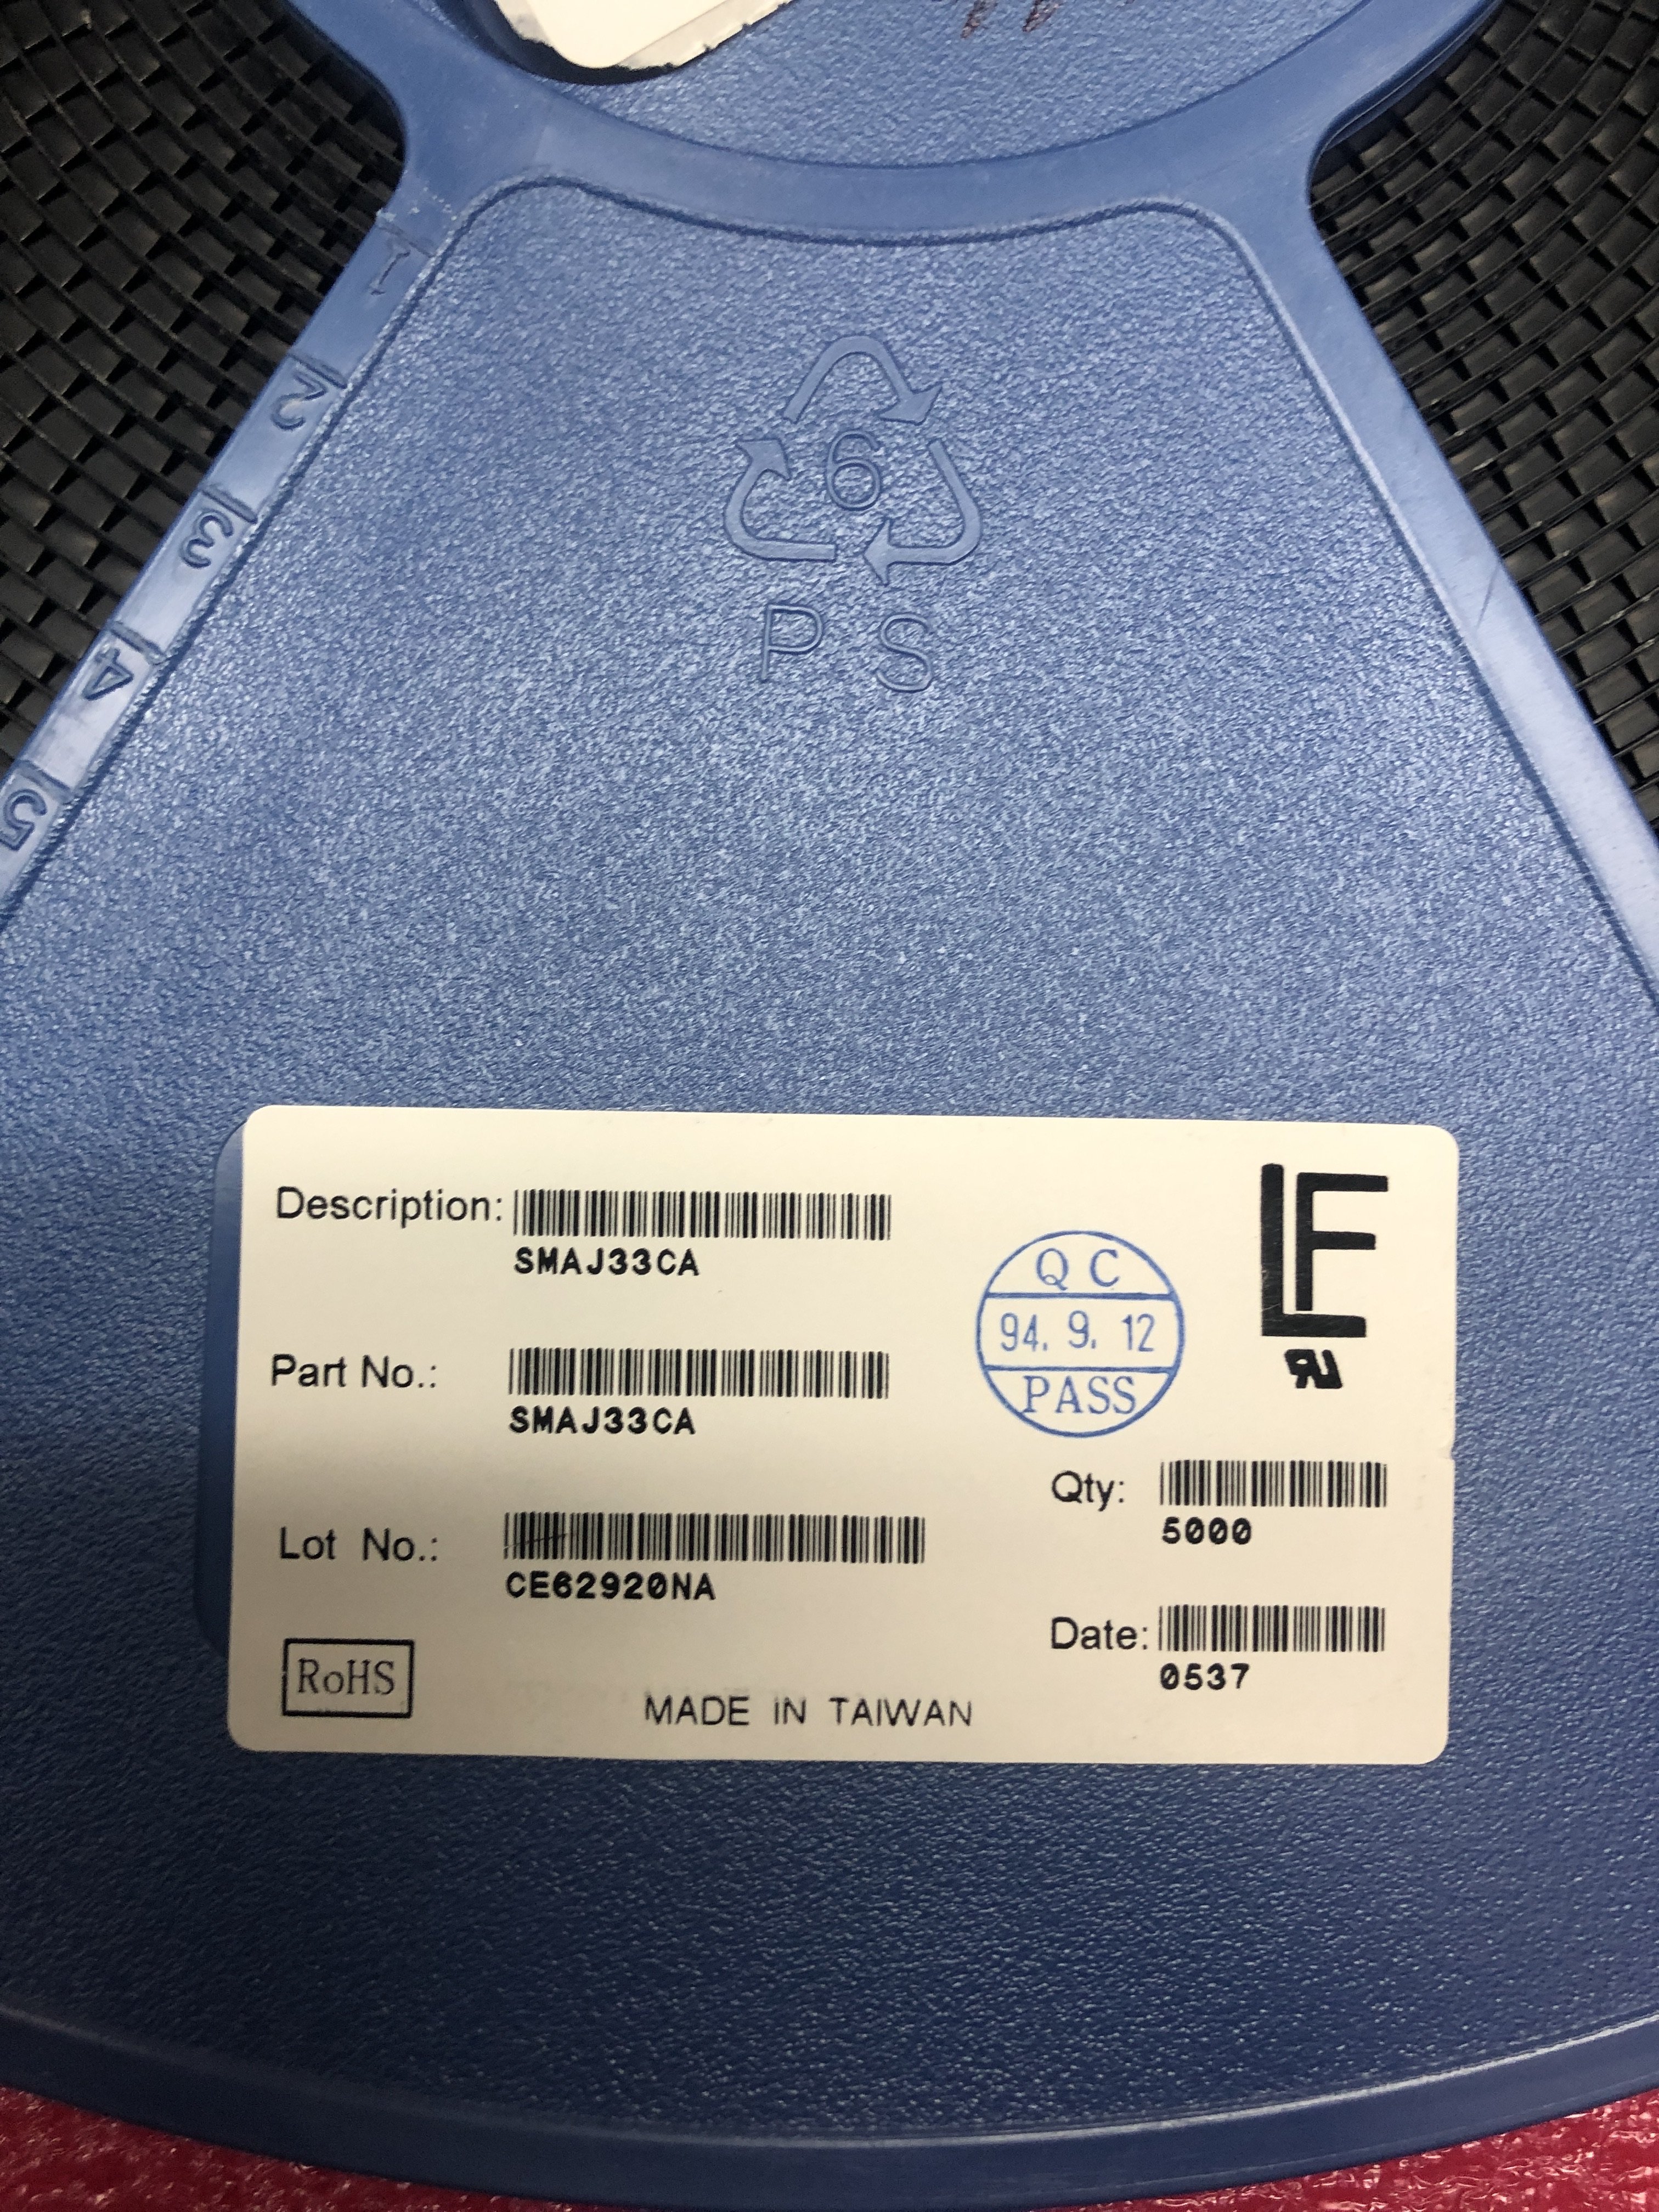 1
2
3
4
5
6
PS
Description:
SMAJ33CA
Part No.:
SMAJ33CA
Lot No.:
CE62920NA
RoHS
MADE IN TAIWAN
QC
94. 9. 12
PASS
LF
Qty:
5000
Date:
0537